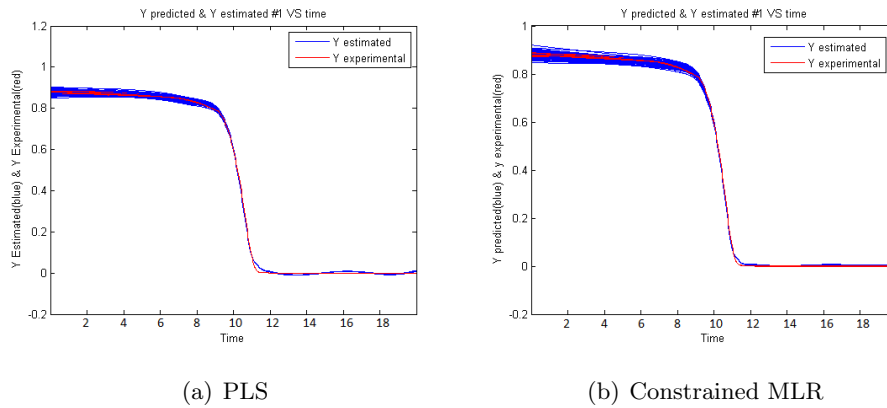 Y predicted & Y estimated #1 VS time
1.2
1
0.8
0.6
0.4
0.2
0
-0.2
Y Estimated(blue) & Y Experimental(red)
Y estimated
Y experimental
2 4 6 8 10 12 14 16 18
Time
(a) PLS
Y predicted & Y estimated #1 VS time
1
0.8
0.6
0.4
0.2
0
-0.2
Y predicted(blue) & y experimental(red)
Y estimated
Y experimental
2 4 6 8 10 12 14 16 18
Time
(b) Constrained MLR